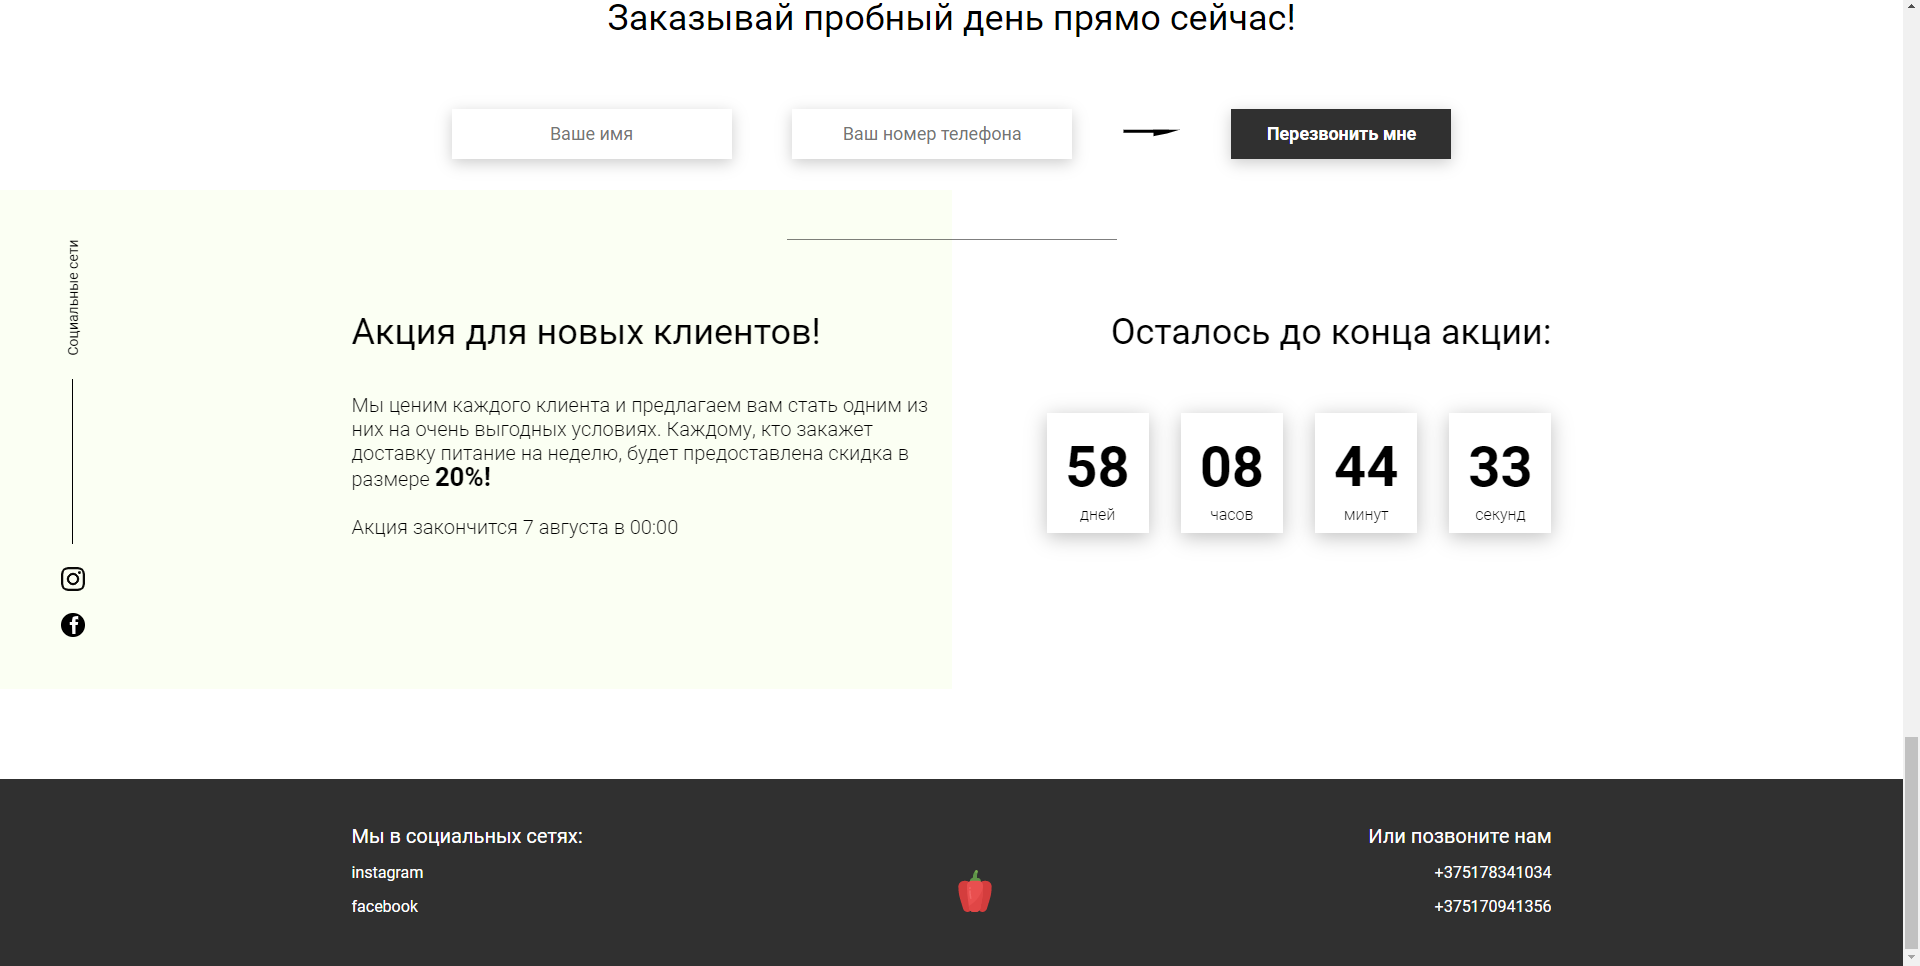 Заказывай пробный день прямо сейчас!
Ваше имя
Ваш номер телефона
Перезвонить мне
Социальные сети
Акция для новых клиентов!
Мы ценим каждого клиента и предлагаем вам стать одним из
них на очень выгодных условиях. Каждому, кто закажет
доставку питание на неделю, будет предоставлена скидка в
размере 20%!
Акция закончится 7 августа в 00:00
Осталось до конца акции:
58 08 44 33
дней часов минут секунд
Мы в социальных сетях:
instagram
facebook
Или позвоните нам
+375178341034
+375170941356